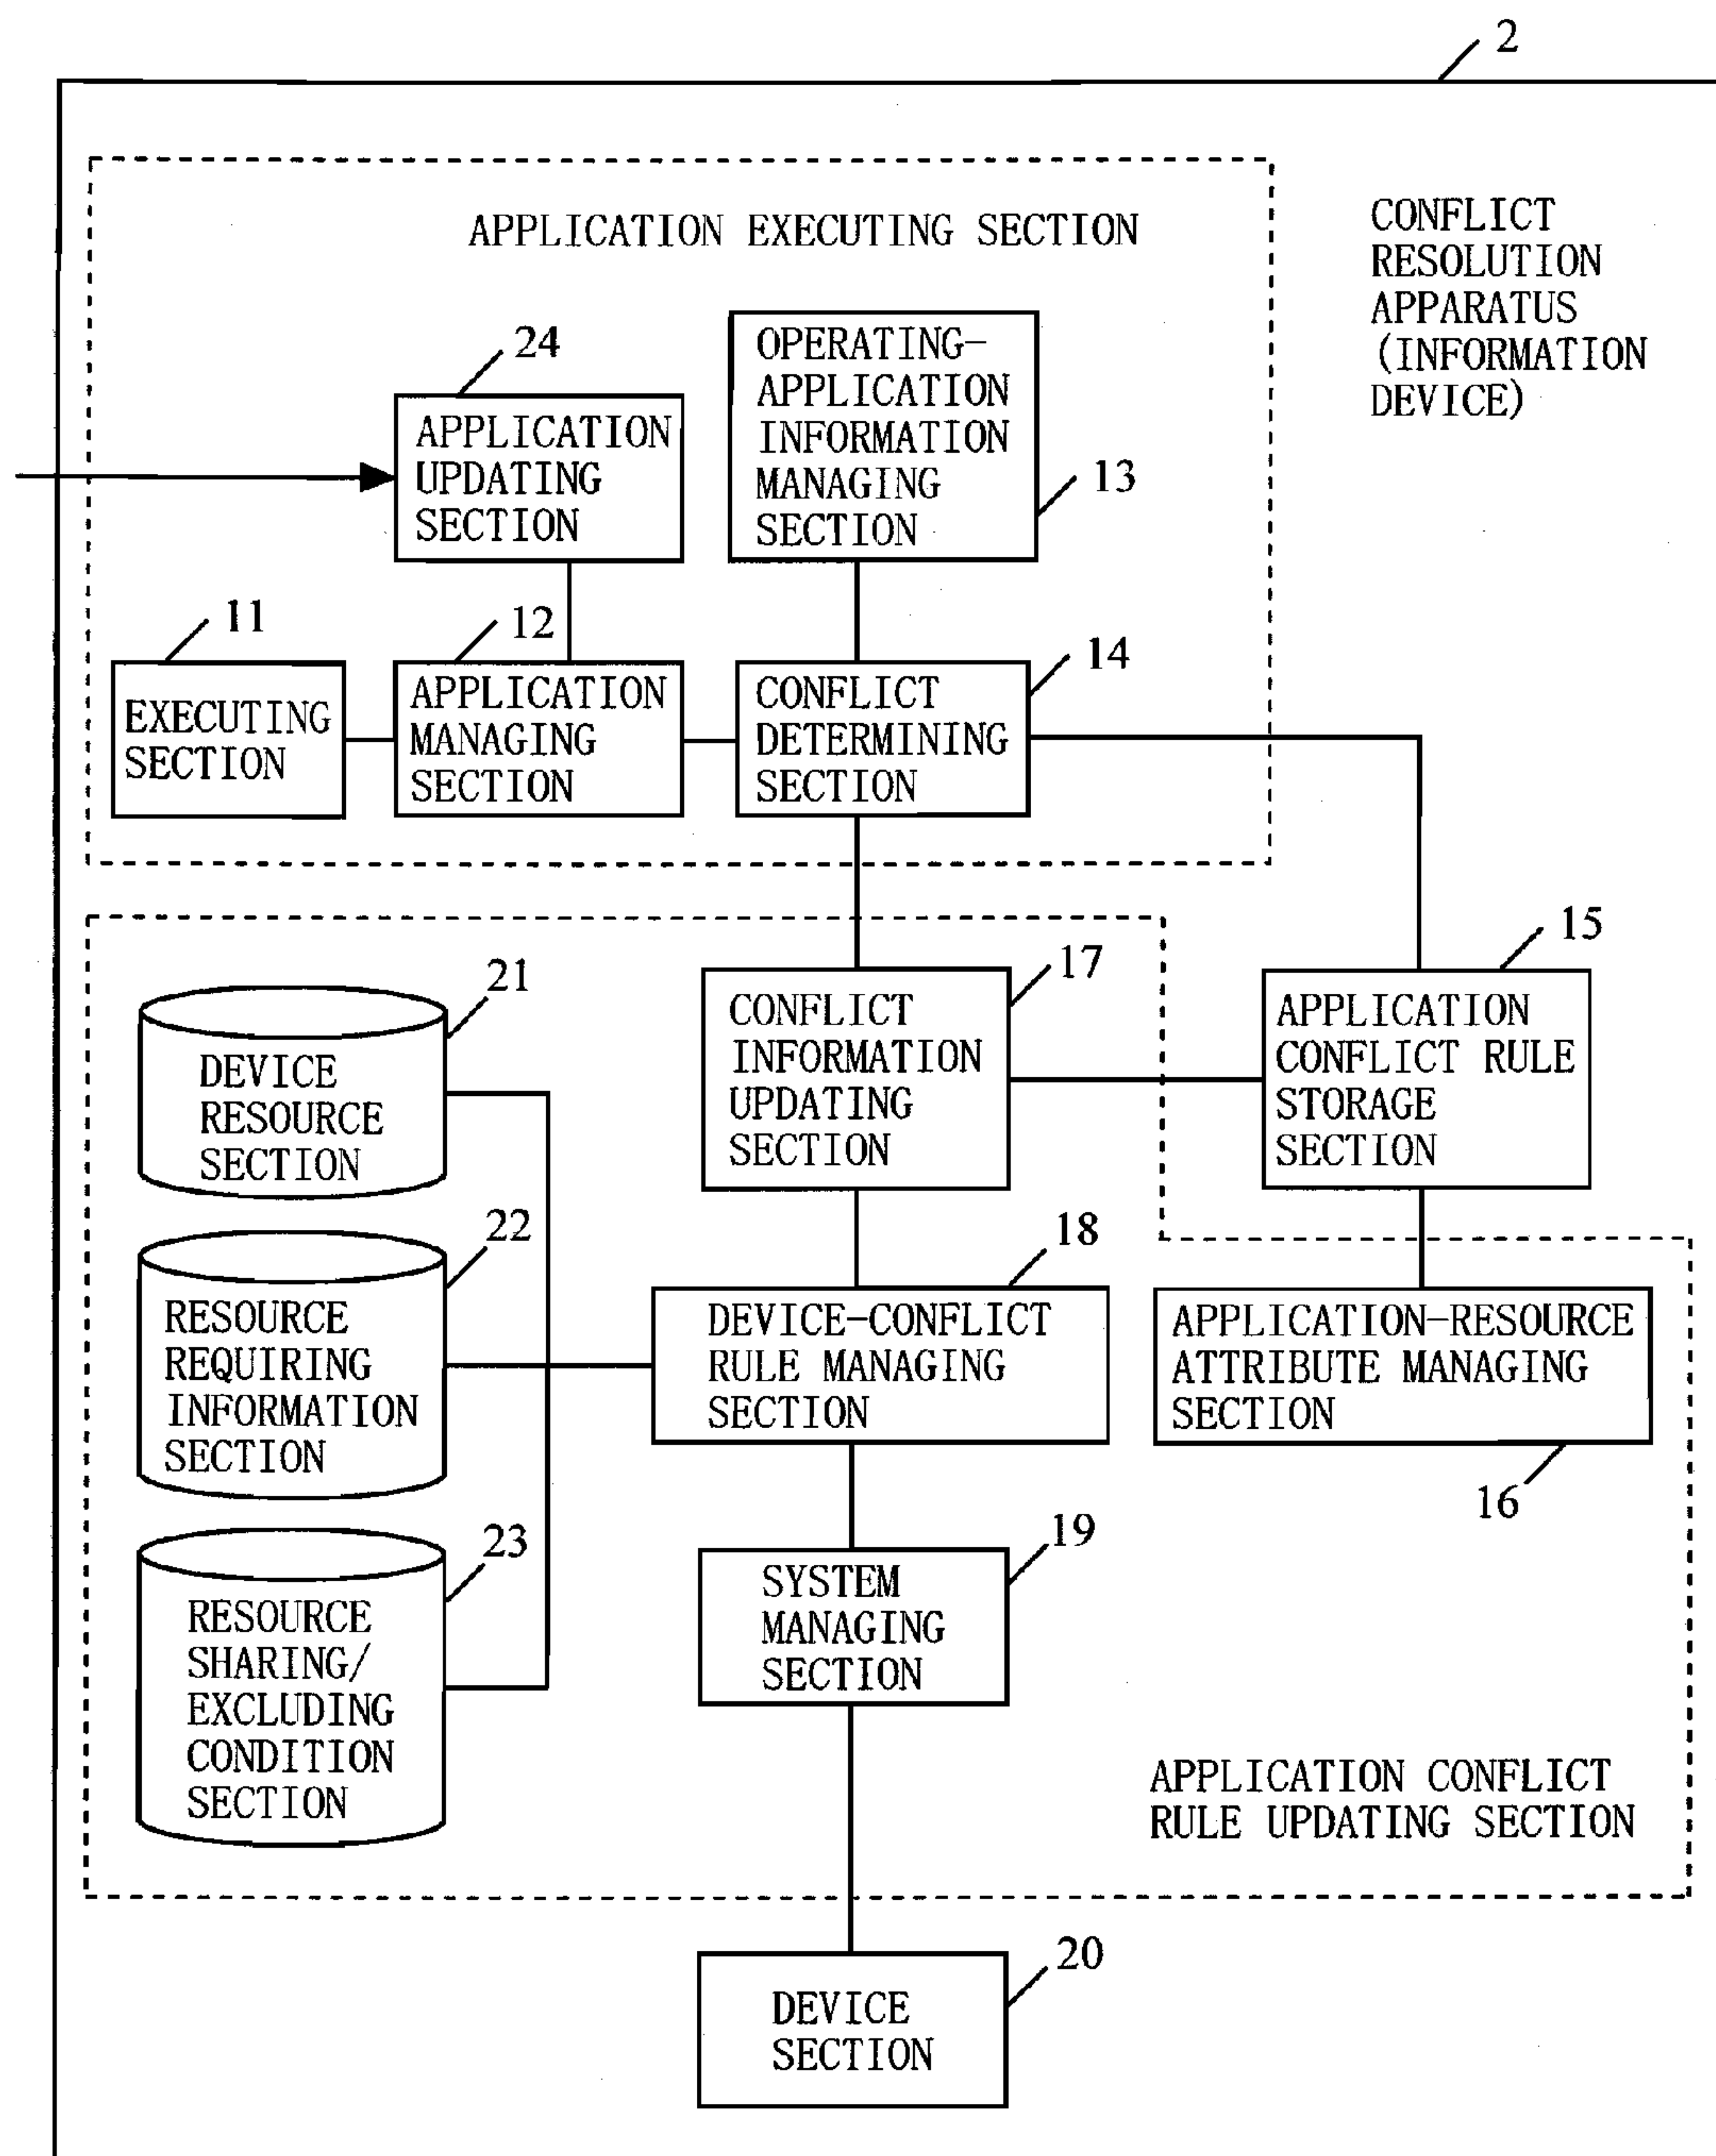 2
APPLICATION EXECUTING SECTION
CONFLICT
RESOLUTION
APPARATUS
(INFORMATION
DEVICE)
24
APPLICATION
UPDATING
SECTION
OPERATING-
APPLICATION
INFORMATION
MANAGING
SECTION
13
11
EXECUTING
SECTION
12
APPLICATION
MANAGING
SECTION
14
CONFLICT
DETERMINING
SECTION
21
DEVICE
RESOURCE
SECTION
17
CONFLICT
INFORMATION
UPDATING
SECTION
15
APPLICATION
CONFLICT RULE
STORAGE
SECTION
22
RESOURCE
REQUIRING
INFORMATION
SECTION
18
DEVICE-CONFLICT
RULE MANAGING
SECTION
APPLICATION-RESOURCE
ATTRIBUTE MANAGING
SECTION
16
23
RESOURCE
SHARING/
EXCLUDING
CONDITION
SECTION
19
SYSTEM
MANAGING
SECTION
APPLICATION CONFLICT
RULE UPDATING SECTION
20
DEVICE
SECTION